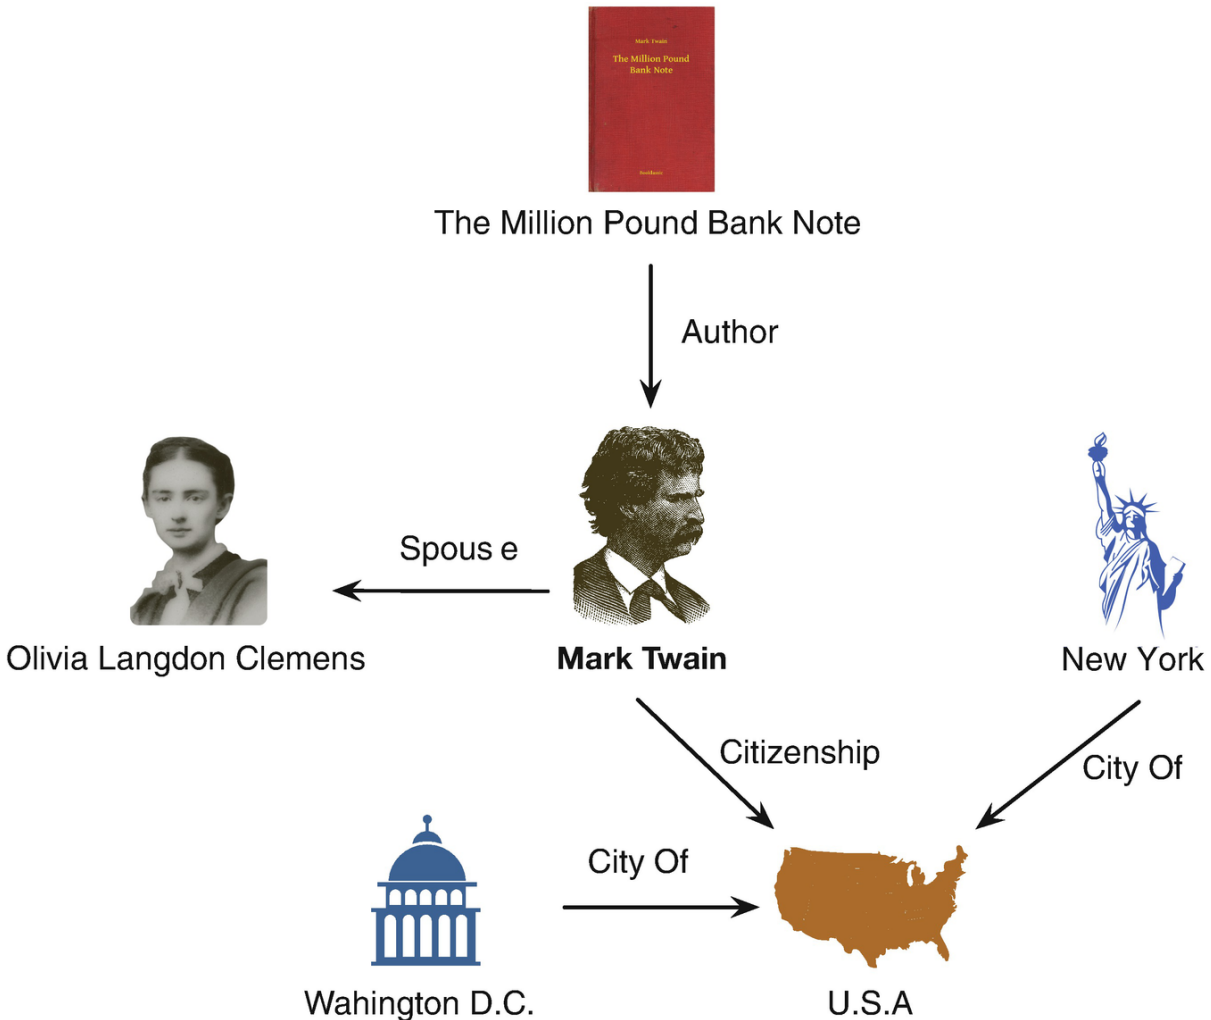 Mark Twain
The Million Pound
Bank Note
The Million Pound Bank Note
Author
Spous e
Olivia Langdon Clemens
Mark Twain
New York
Citizenship
City Of
City Of
Wahington D.C.
U.S.A